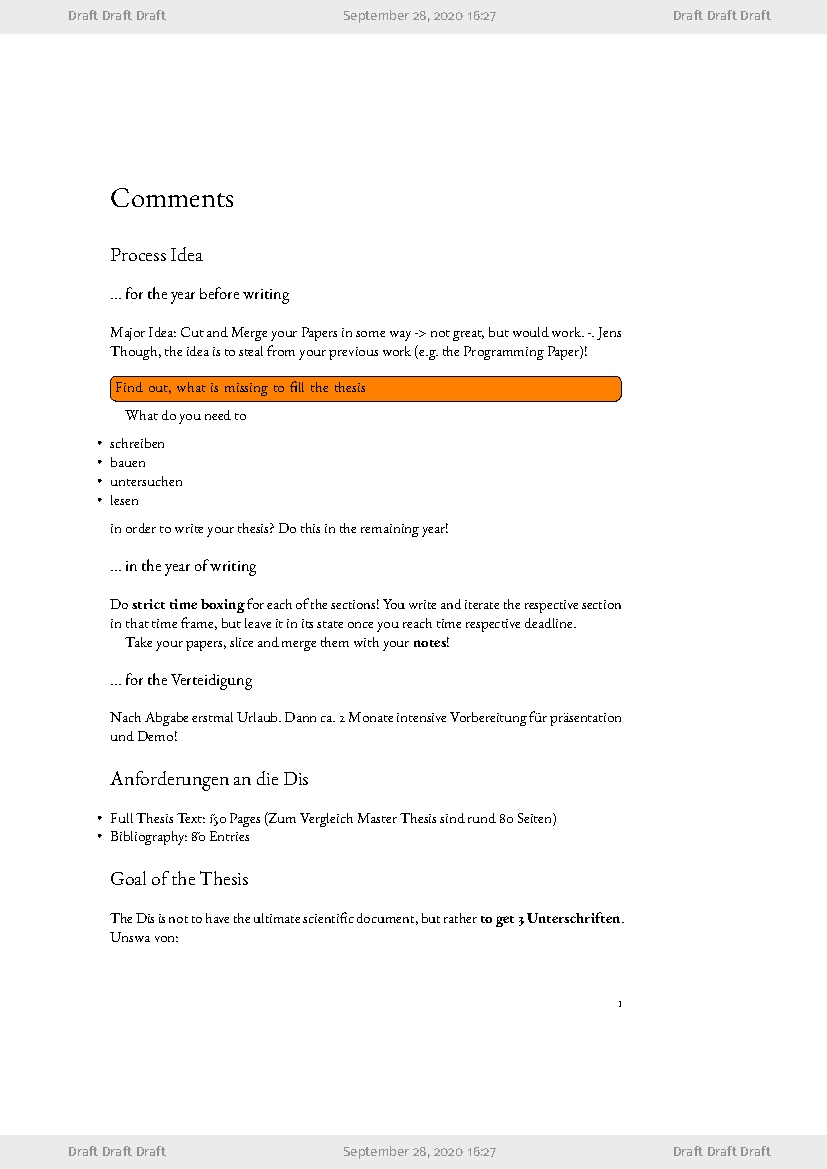 Draft Draft Draft September 28, 2020 16:27 Draft Draft Draft
Comments
Process Idea
... for the year before writing
Major Idea: Cut and Merge your Papers in some way -> not great, but would work. -. Jens
Though, the idea is to steal from your previous work (e.g. the Programming Paper)!
Find out, what is missing to fill the thesis
What do you need to
• schreiben
• bauen
• untersuchen
• lesen
in order to write your thesis? Do this in the remaining year!
... in the year of writing
Do strict time boxing for each of the sections! You write and iterate the respective section
in that time frame, but leave it in its state once you reach time respective deadline.
Take your papers, slice and merge them with your notes!
... for the Verteidigung
Nach Abgabe erstmal Urlaub. Dann ca. 2 Monate intensive Vorbereitung für präsentation
und Demo!
Anforderungen an die Dis
• Full Thesis Text: 150 Pages (Zum Vergleich Master Thesis sind rund 80 Seiten)
• Bibliography: 80 Entries
Goal of the Thesis
The Dis is not to have the ultimate scientific document, but rather to get 3 Unterschriften.
Unswa von:
1
Draft Draft Draft September 28, 2020 16:27 Draft Draft Draft